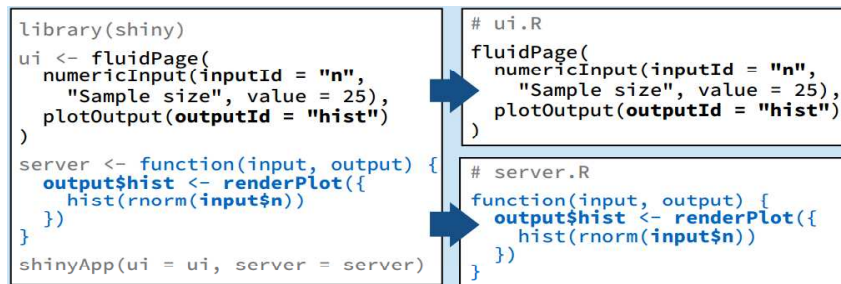 library(shiny)
ui <- fluidPage(
  numericInput(inputId = "n",
    "Sample size", value = 25),
  plotOutput(outputId = "hist")
)
server <- function(input, output) {
  output$hist <- renderPlot({
    hist(rnorm(input$n))
  })
}
shinyApp(ui = ui, server = server)
# ui.R
fluidPage(
  numericInput(inputId = "n",
    "Sample size", value = 25),
  plotOutput(outputId = "hist")
)
# server.R
function(input, output) {
  output$hist <- renderPlot({
    hist(rnorm(input$n))
  })
}